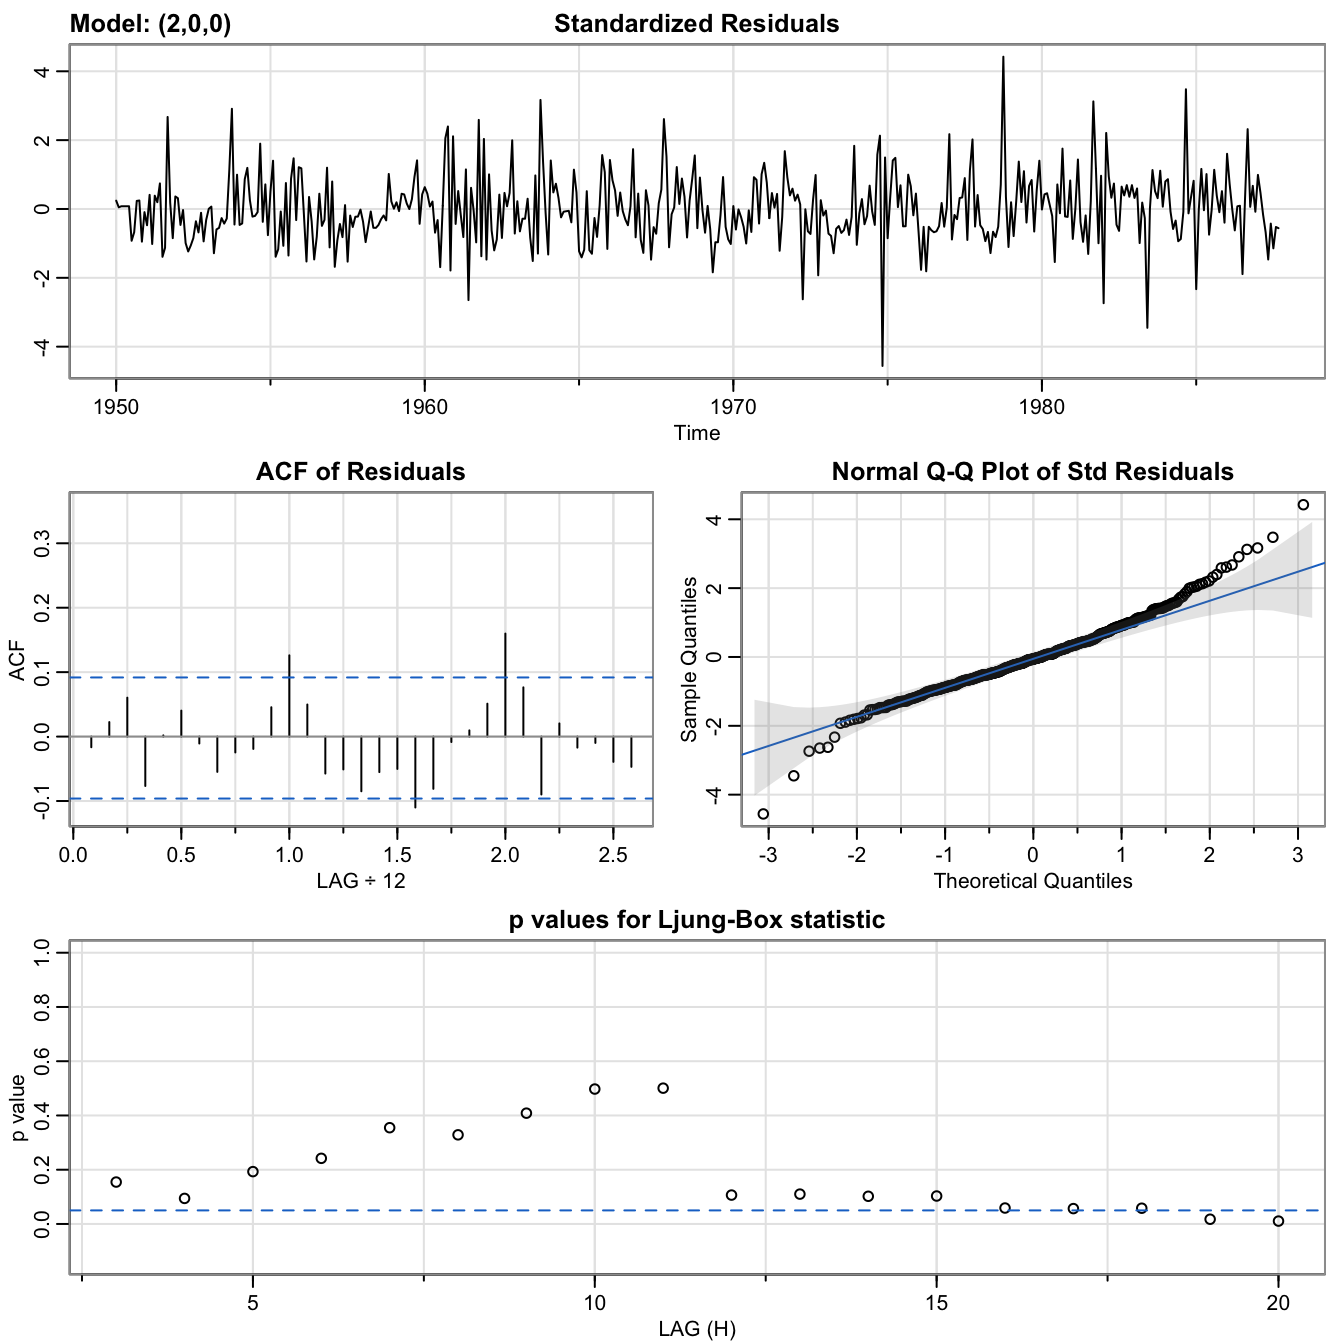 Model: (2,0,0) Standardized Residuals
4
2
0
-2
-4
1950 1960 1970 1980
Time
ACF of Residuals
ACF
0.3
0.2
0.1
0.0
-0.1
0.0 0.5 1.0 1.5 2.0 2.5
LAG ÷ 12
Normal Q-Q Plot of Std Residuals
Sample Quantiles
4
2
0
-2
-4
-3 -2 -1 0 1 2 3
Theoretical Quantiles
p values for Ljung-Box statistic
p value
1.0
0.8
0.6
0.4
0.2
0.0
5 10 15 20
LAG (H)